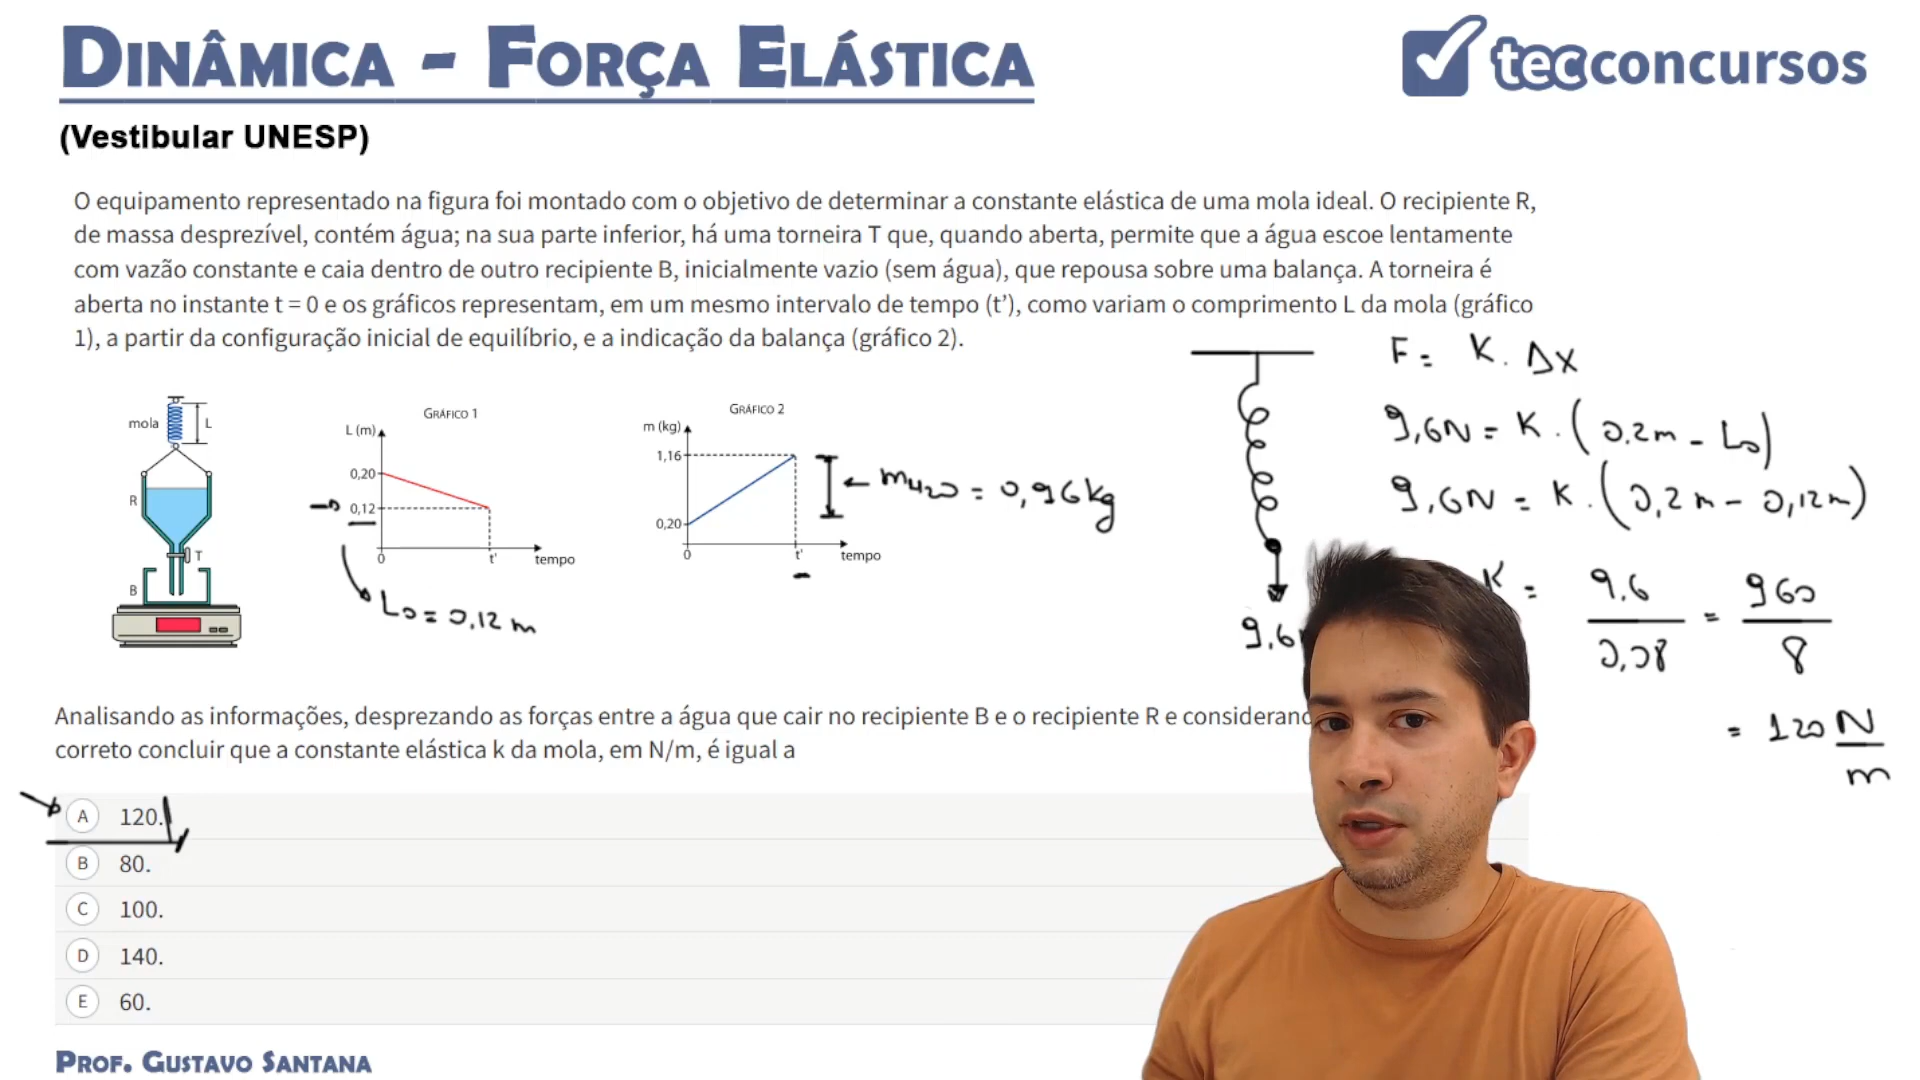 DINÂMICA - FORÇA ELÁSTICA
tecconcursos
(Vestibular UNESP)
O equipamento representado na figura foi montado com o objetivo de determinar a constante elástica de uma mola ideal. O recipiente R,
de massa desprezível, contém água; na sua parte inferior, há uma torneira T que, quando aberta, permite que a água escoe lentamente
com vazão constante e caia dentro de outro recipiente B, inicialmente vazio (sem água), que repousa sobre uma balança. A torneira é
aberta no instante t = 0 e os gráficos representam, em um mesmo intervalo de tempo (t’), como variam o comprimento L da mola (gráfico
1), a partir da configuração inicial de equilíbrio, e a indicação da balança (gráfico 2).
mola
L
R
T
B
GRÁFICO 1
L (m)
0,20
0,12
0
t'
tempo
L0 = 0,12 m
GRÁFICO 2
m (kg)
1,16
0,20
0
t'
tempo
mH2O = 0,96 kg
F = K . Δx
9,6N = K . (0,2m - L0)
9,6N = K . (0,2m - 0,12m)
K = 9,6 / 0,08 = 960 / 8
= 120 N/m
9,6
Analisando as informações, desprezando as forças entre a água que cair no recipiente B e o recipiente R e
correto concluir que a constante elástica k da mola, em N/m, é igual a
A 120.
B 80.
C 100.
D 140.
E 60.
PROF. GUSTAVO SANTANA